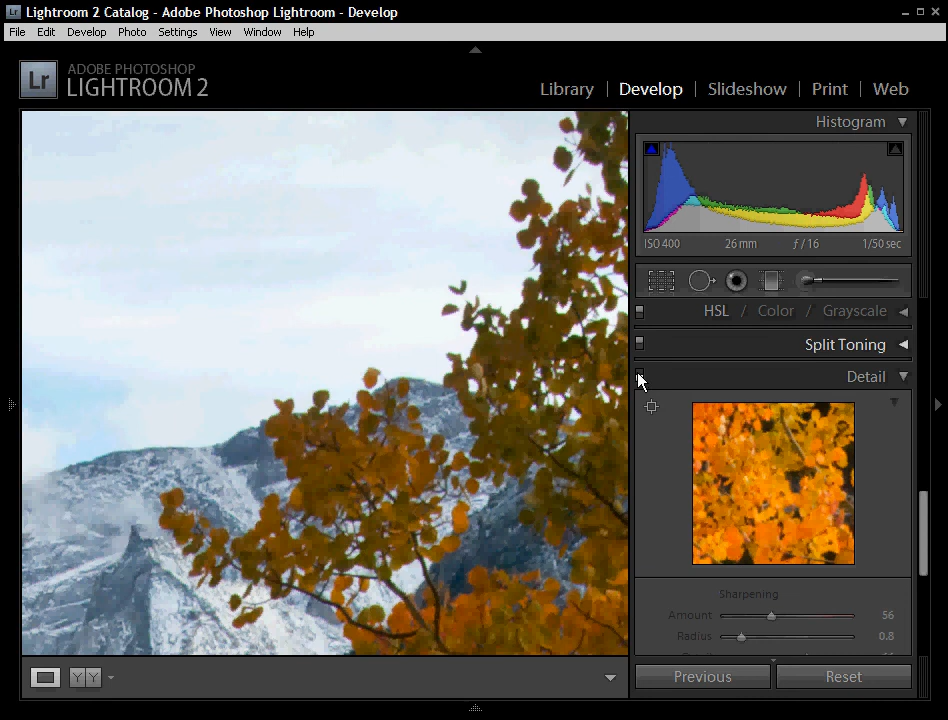 Lightroom 2 Catalog - Adobe Photoshop Lightroom - Develop
File Edit Develop Photo Settings View Window Help
Lr ADOBE PHOTOSHOP
LIGHTROOM 2
Library | Develop | Slideshow | Print | Web
Histogram
ISO 400 26 mm f / 16 1/50 sec
HSL / Color / Grayscale
Split Toning
Detail
Sharpening
Amount 56
Radius 0.8
Y Y
Previous Reset